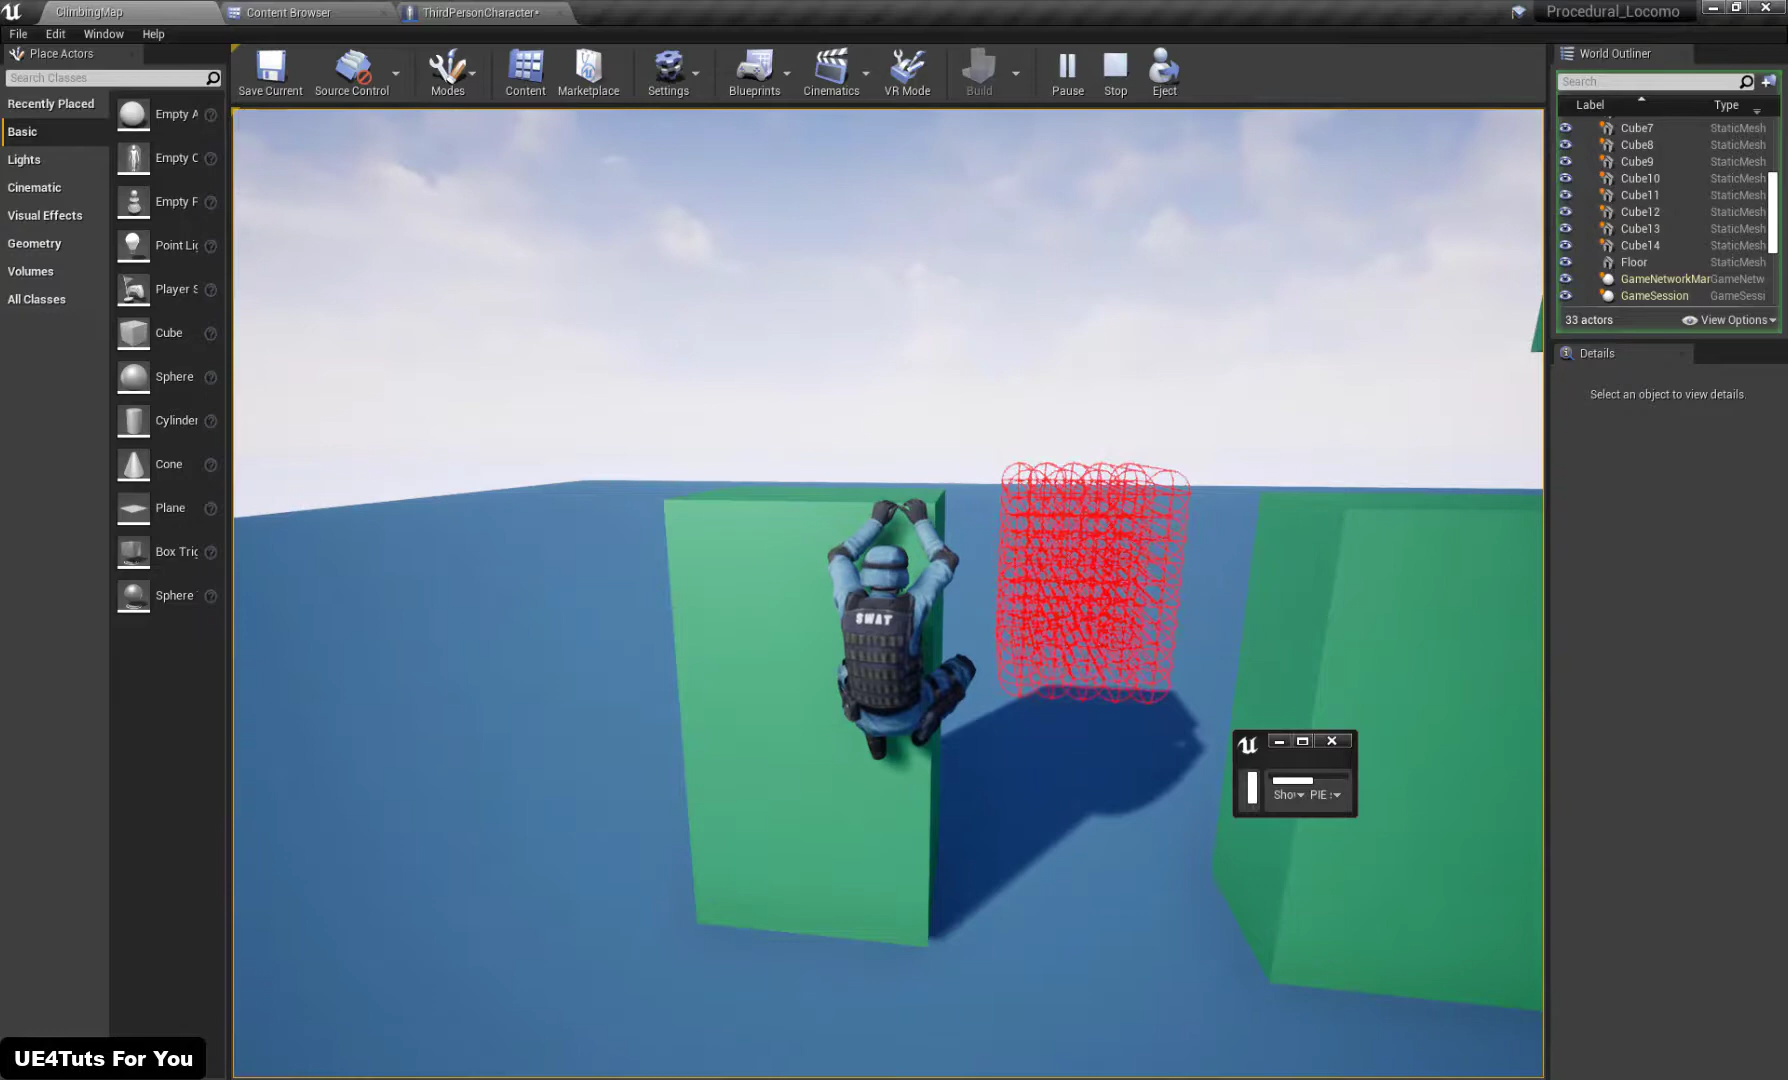 ClimbingMap
Content Browser
ThirdPersonCharacter*
Procedural_Locomo
File Edit Window Help
Place Actors
Search Classes
Recently Placed
Basic
Lights
Cinematic
Visual Effects
Geometry
Volumes
All Classes
Empty A
Empty C
Empty F
Point Lig
Player S
Cube
Sphere
Cylinder
Cone
Plane
Box Trig
Sphere
Save Current
Source Control
Modes
Content
Marketplace
Settings
Blueprints
Cinematics
VR Mode
Build
Pause
Stop
Eject
SWAT
Sho PIE
World Outliner
Search...
Label Type
Cube7 StaticMesh
Cube8 StaticMesh
Cube9 StaticMesh
Cube10 StaticMesh
Cube11 StaticMesh
Cube12 StaticMesh
Cube13 StaticMesh
Cube14 StaticMesh
Floor StaticMesh
GameNetworkMar GameNetw
GameSession GameSessi
33 actors
View Options
Details
Select an object to view details.
UE4Tuts For You